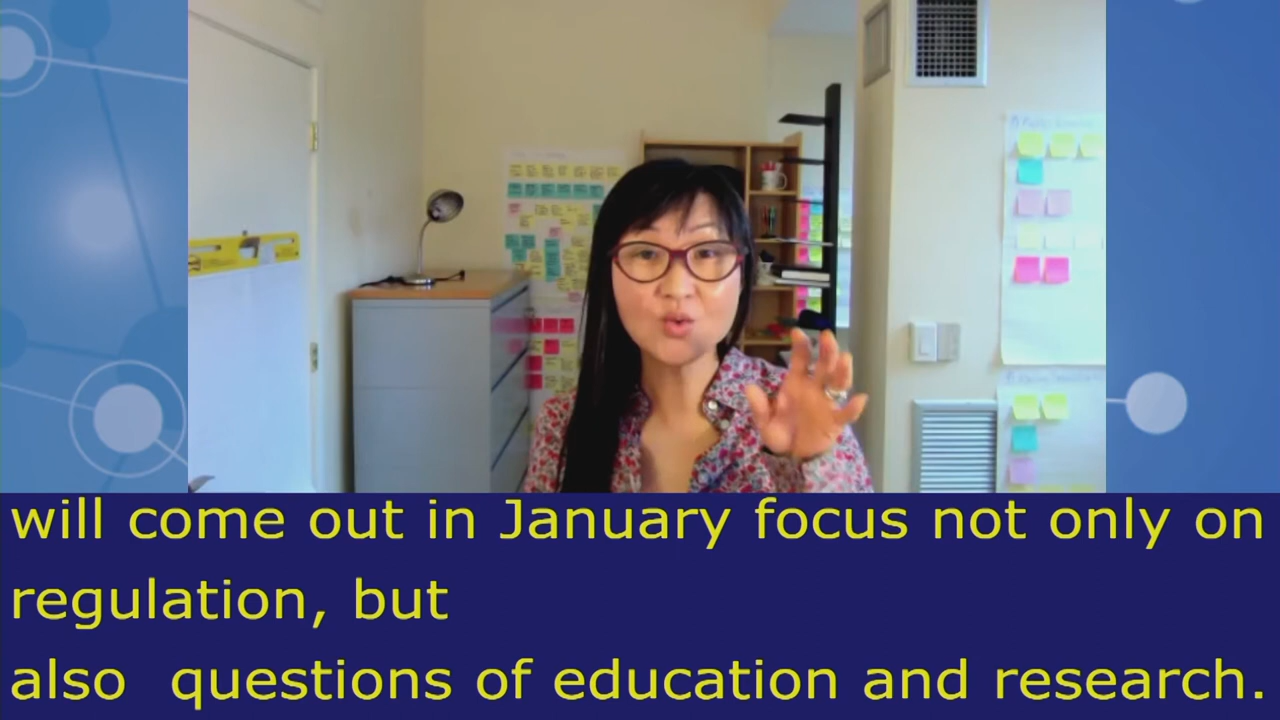 will come out in January focus not only on
regulation, but
also  questions of education and research.